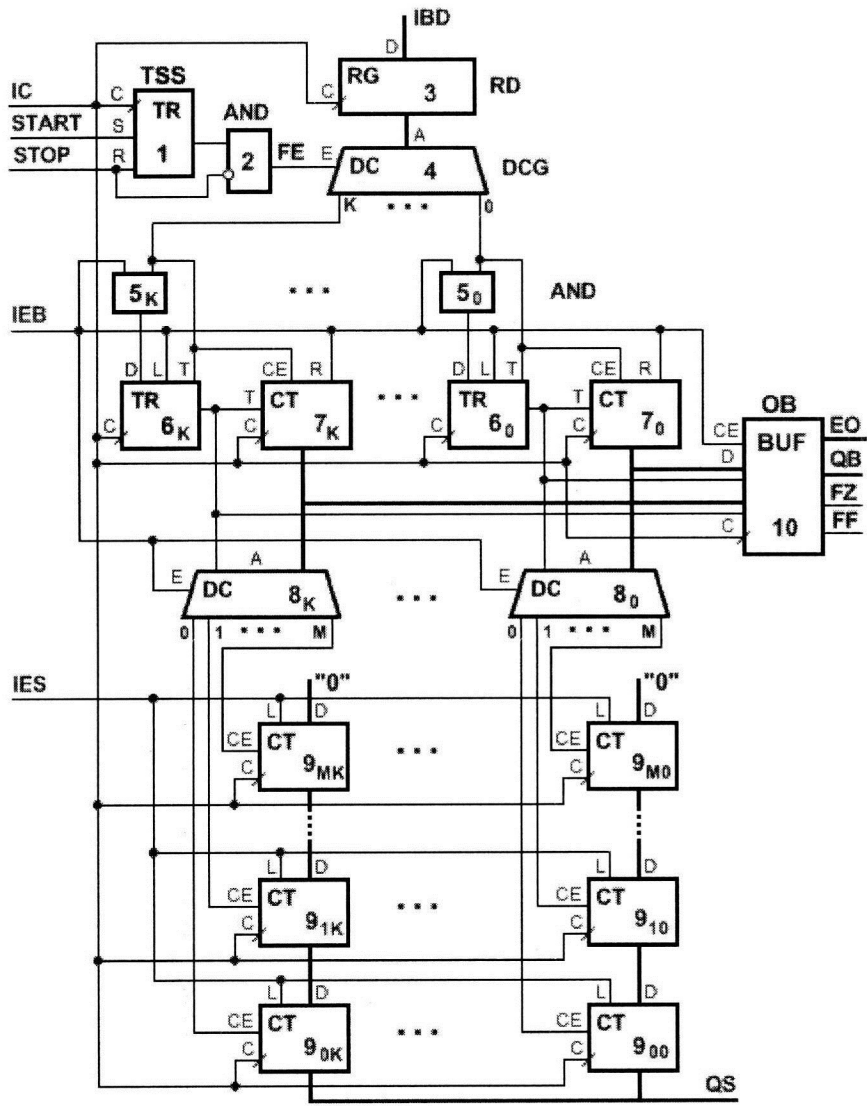 IBD
D
TSS
RG 3
RD
IC
C
TR
AND
C
START
S
A
STOP
R
1
2
FE
E
DC 4
DCG
K
0
5K
50
AND
IEB
D L T
CE R
D L T
CE R
TR
T
CT
TR
T
CT
OB
C
6K
C
7K
C
60
C
70
CE
BUF
EO
D
QB
FZ
C
10
FF
E
A
E
A
DC
8K
DC
80
0 1 M
0 1 M
IES
"0"
"0"
L D
L D
CE
CT
CE
CT
C
9MK
C
9M0
L D
L D
CE
CT
CE
CT
C
91K
C
910
L D
L D
CE
CT
CE
CT
C
90K
C
900
QS